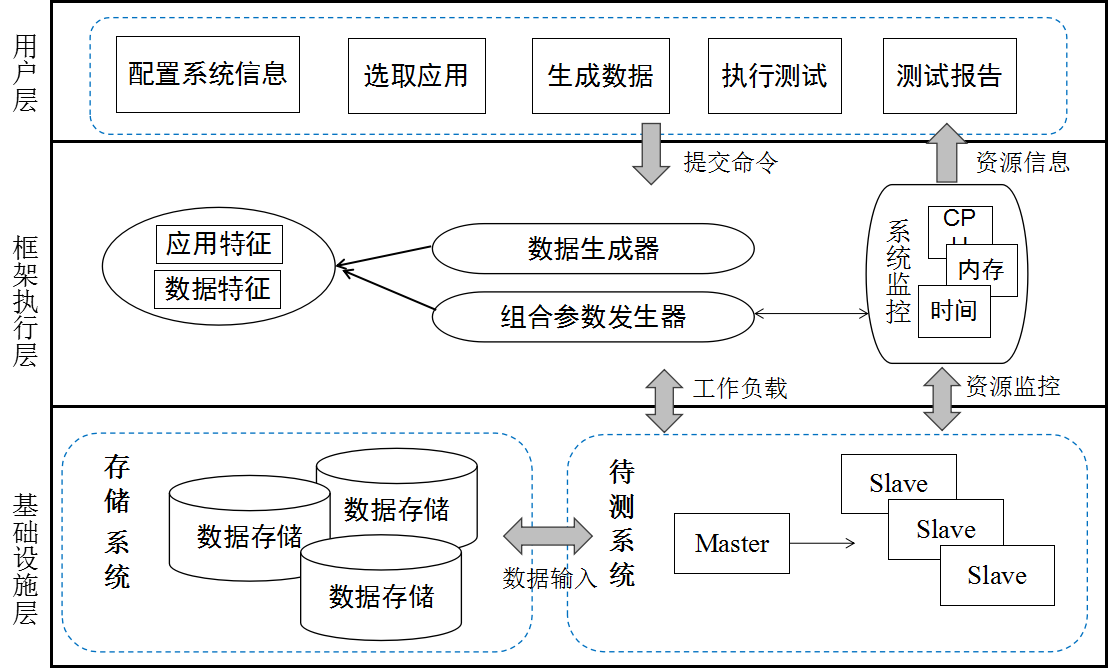 用户层
配置系统信息
选取应用
生成数据
执行测试
测试报告
提交命令
资源信息
框架执行层
应用特征
数据特征
数据生成器
组合参数发生器
系统监控
CP
内存
时间
工作负载
资源监控
基础设施层
存储系统
数据存储
数据存储
数据存储
数据输入
待测系统
Master
Slave
Slave
Slave